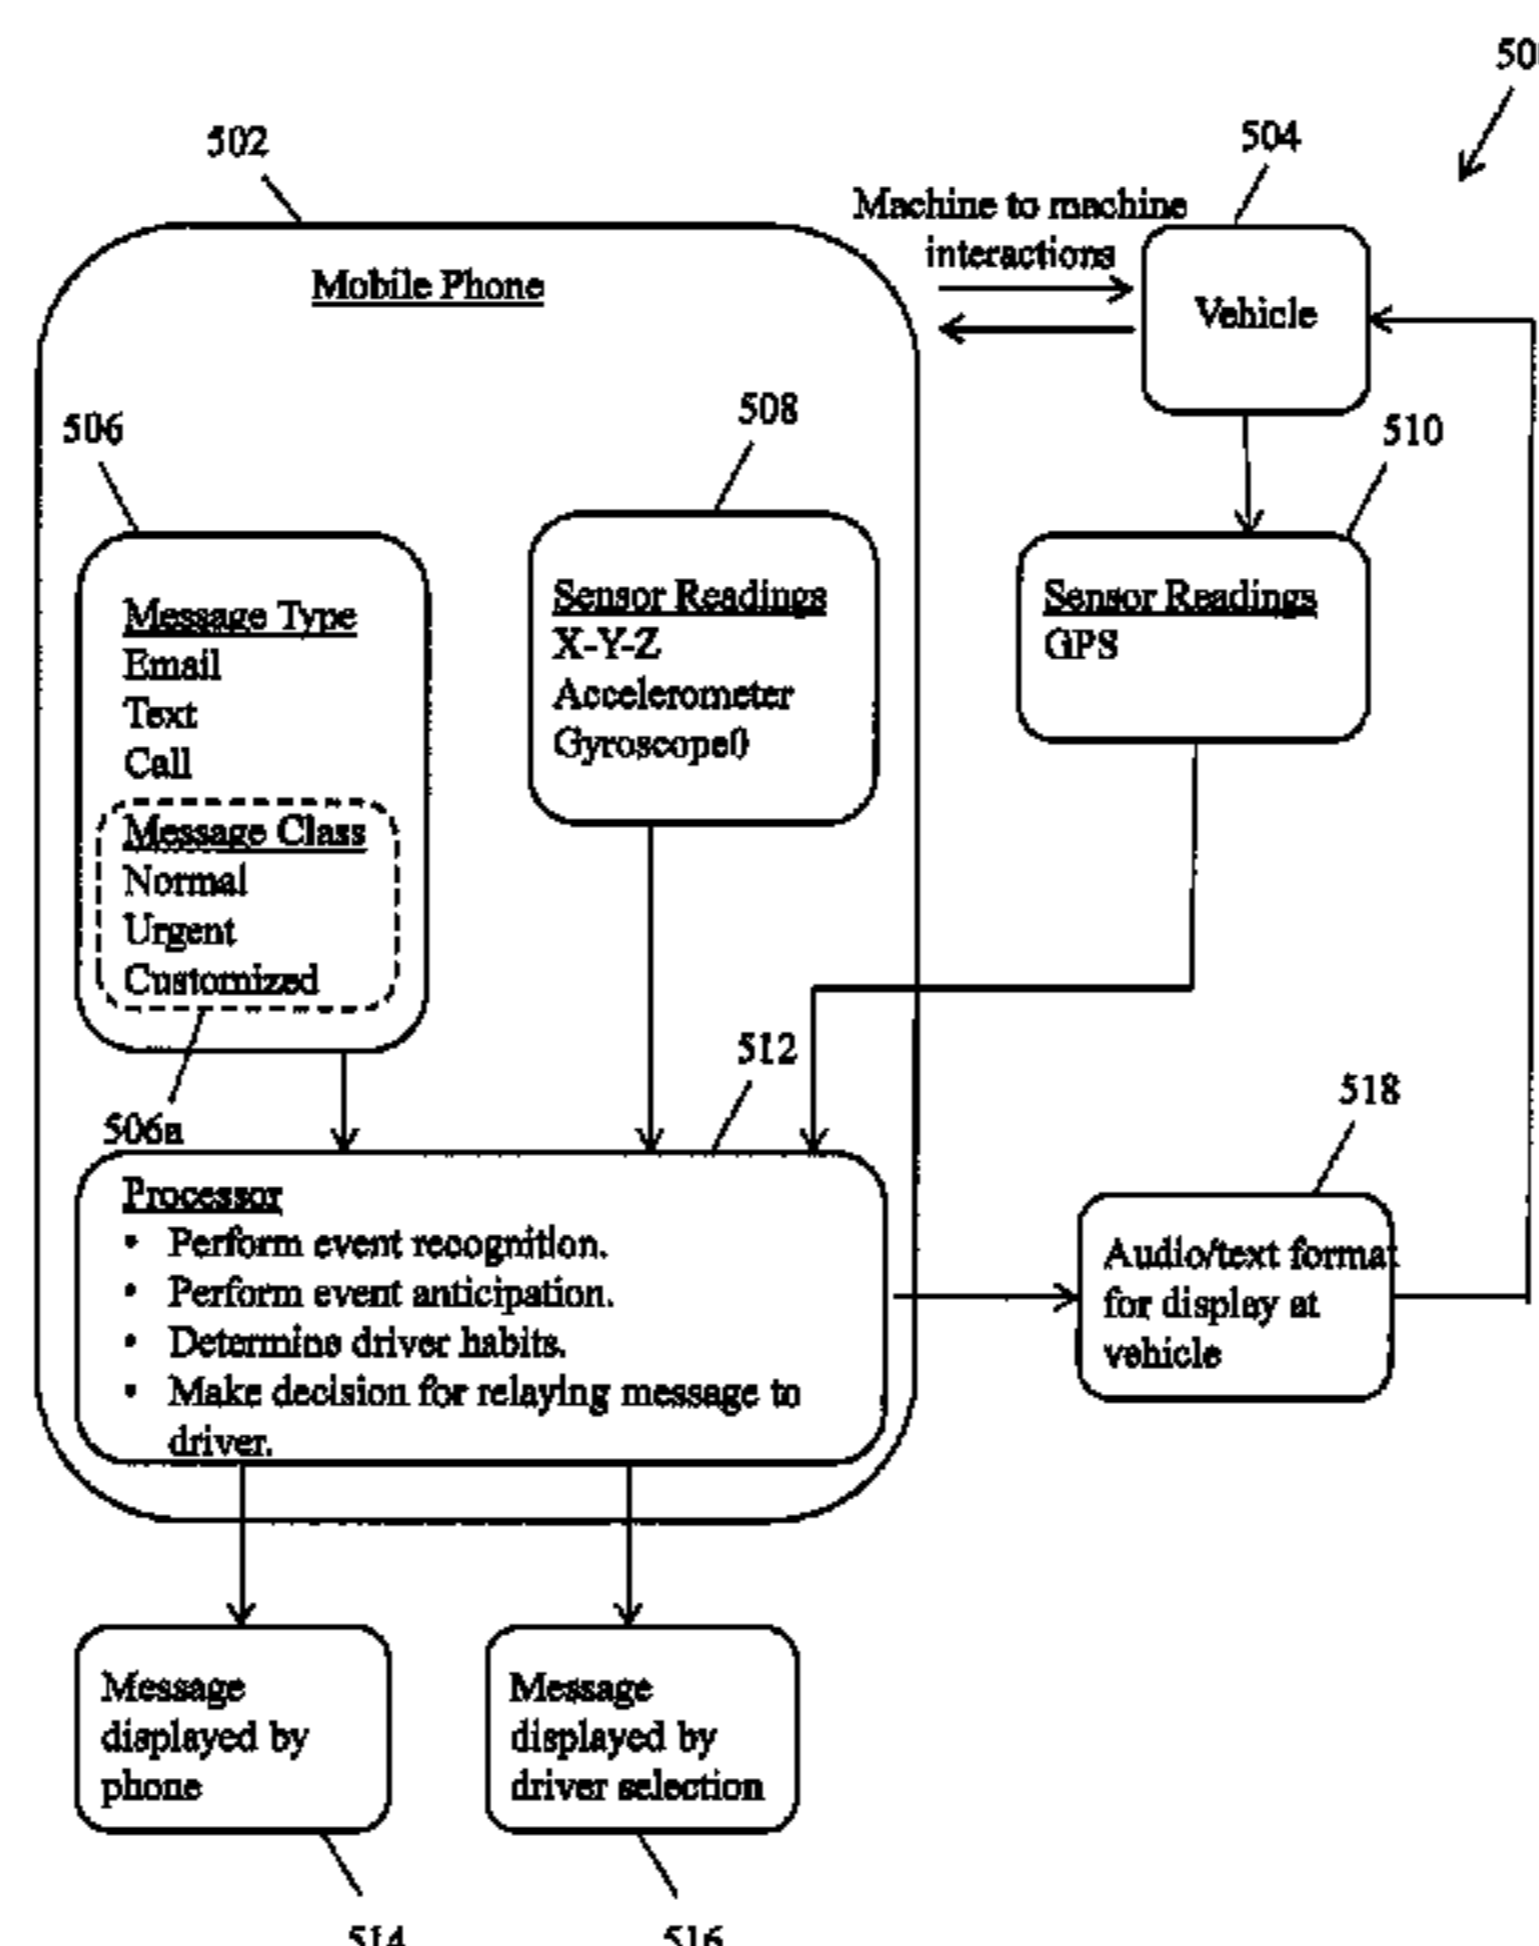 502
504
Machine to machine
interactions
Mobile Phone
Vehicle
506
508
510
Message Type
Email
Text
Call
Message Class
Normal
Urgent
Customized
506a
Sensor Readings
X-Y-Z
Accelerometer
Gyroscope0
Sensor Readings
GPS
512
518
Processor
• Perform event recognition.
• Perform event anticipation.
• Determine driver habits.
• Make decision for relaying message to
driver.
Audio/text format
for display at
vehicle
Message
displayed by
phone
Message
displayed by
driver selection
514
516